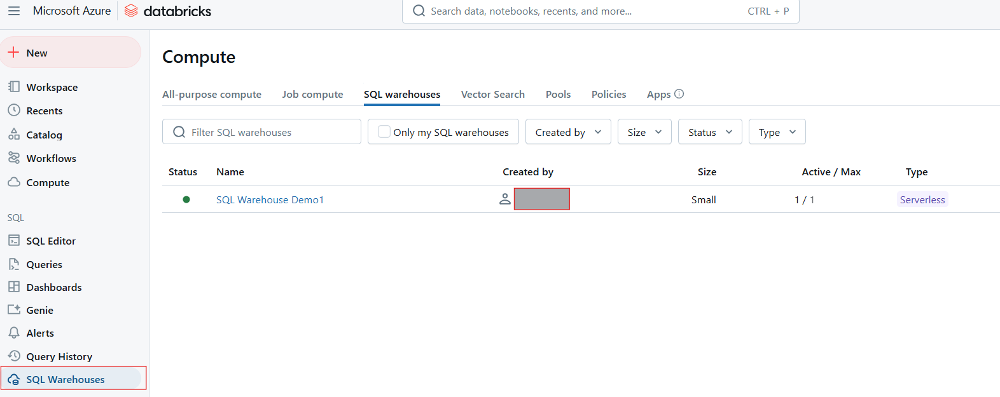 Microsoft Azure databricks Search data, notebooks, recents, and more... CTRL + P
New
Workspace
Recents
Catalog
Workflows
Compute
SQL
SQL Editor
Queries
Dashboards
Genie
Alerts
Query History
SQL Warehouses
Compute
All-purpose compute Job compute SQL warehouses Vector Search Pools Policies Apps
Filter SQL warehouses Only my SQL warehouses Created by Size Status Type
Status Name Created by Size Active / Max Type
SQL Warehouse Demo1 Small 1 / 1 Serverless